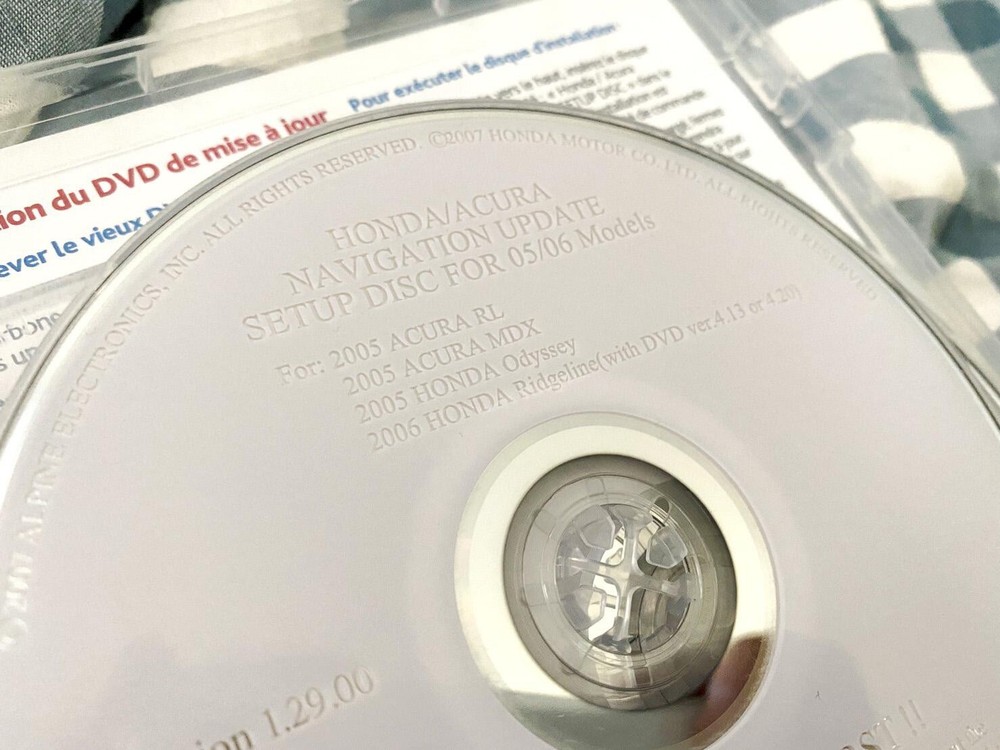 Pour exécuter le disque d'installation
ion du DVD de mise à jour
ever le vieux
ALPINE ELECTRONICS, INC. ALL RIGHTS RESERVED. ©2007 HONDA MOTOR CO. LTD. ALL RIGHTS RESERVED
HONDA/ACURA
NAVIGATION UPDATE
SETUP DISC FOR 05/06 Models
For: 2005 ACURA RL
2005 ACURA MDX
2005 HONDA Odyssey
2006 HONDA Ridgeline(with DVD ver.4.13 or 4.20)
ion 1.29.00
ST !!